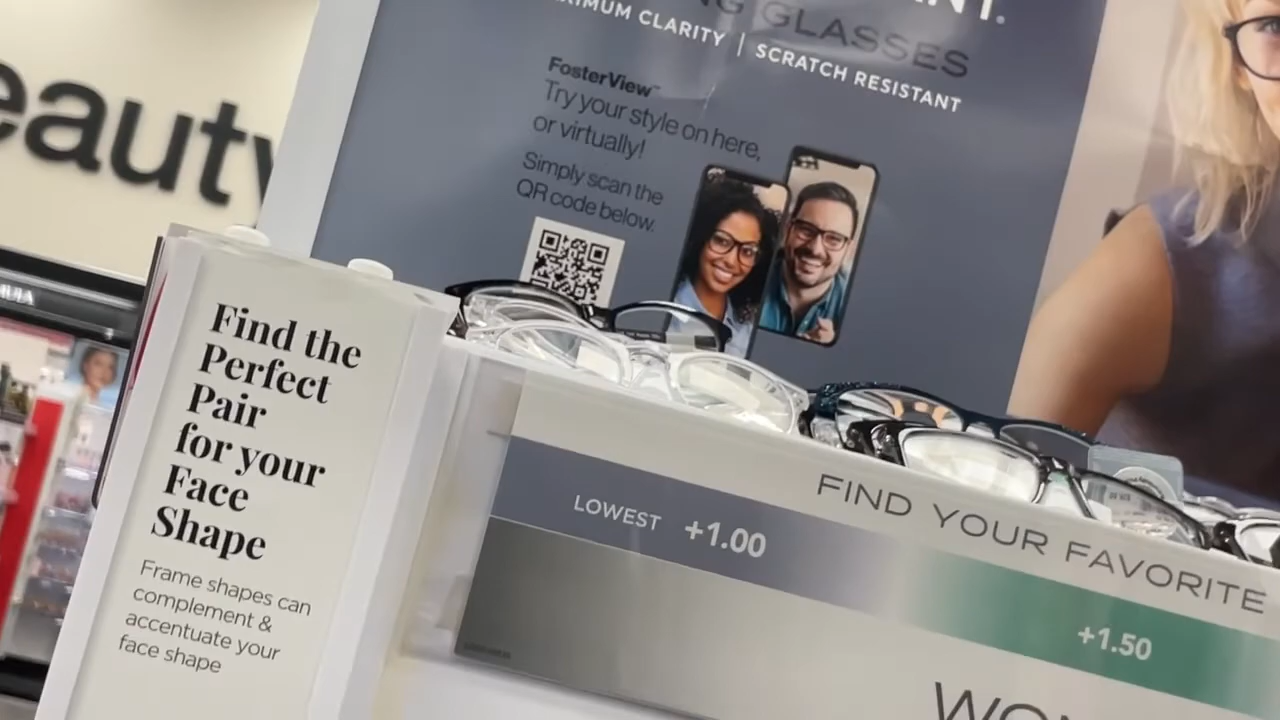 eauty
GLASSES
CLARITY | SCRATCH RESISTANT
FosterView™
Try your style on here,
or virtually!
Simply scan the
QR code below.
Find the
Perfect
Pair
for your
Face
Shape
Frame shapes can
complement &
accentuate your
face shape
FIND YOUR FAVORITE
LOWEST +1.00
+1.50